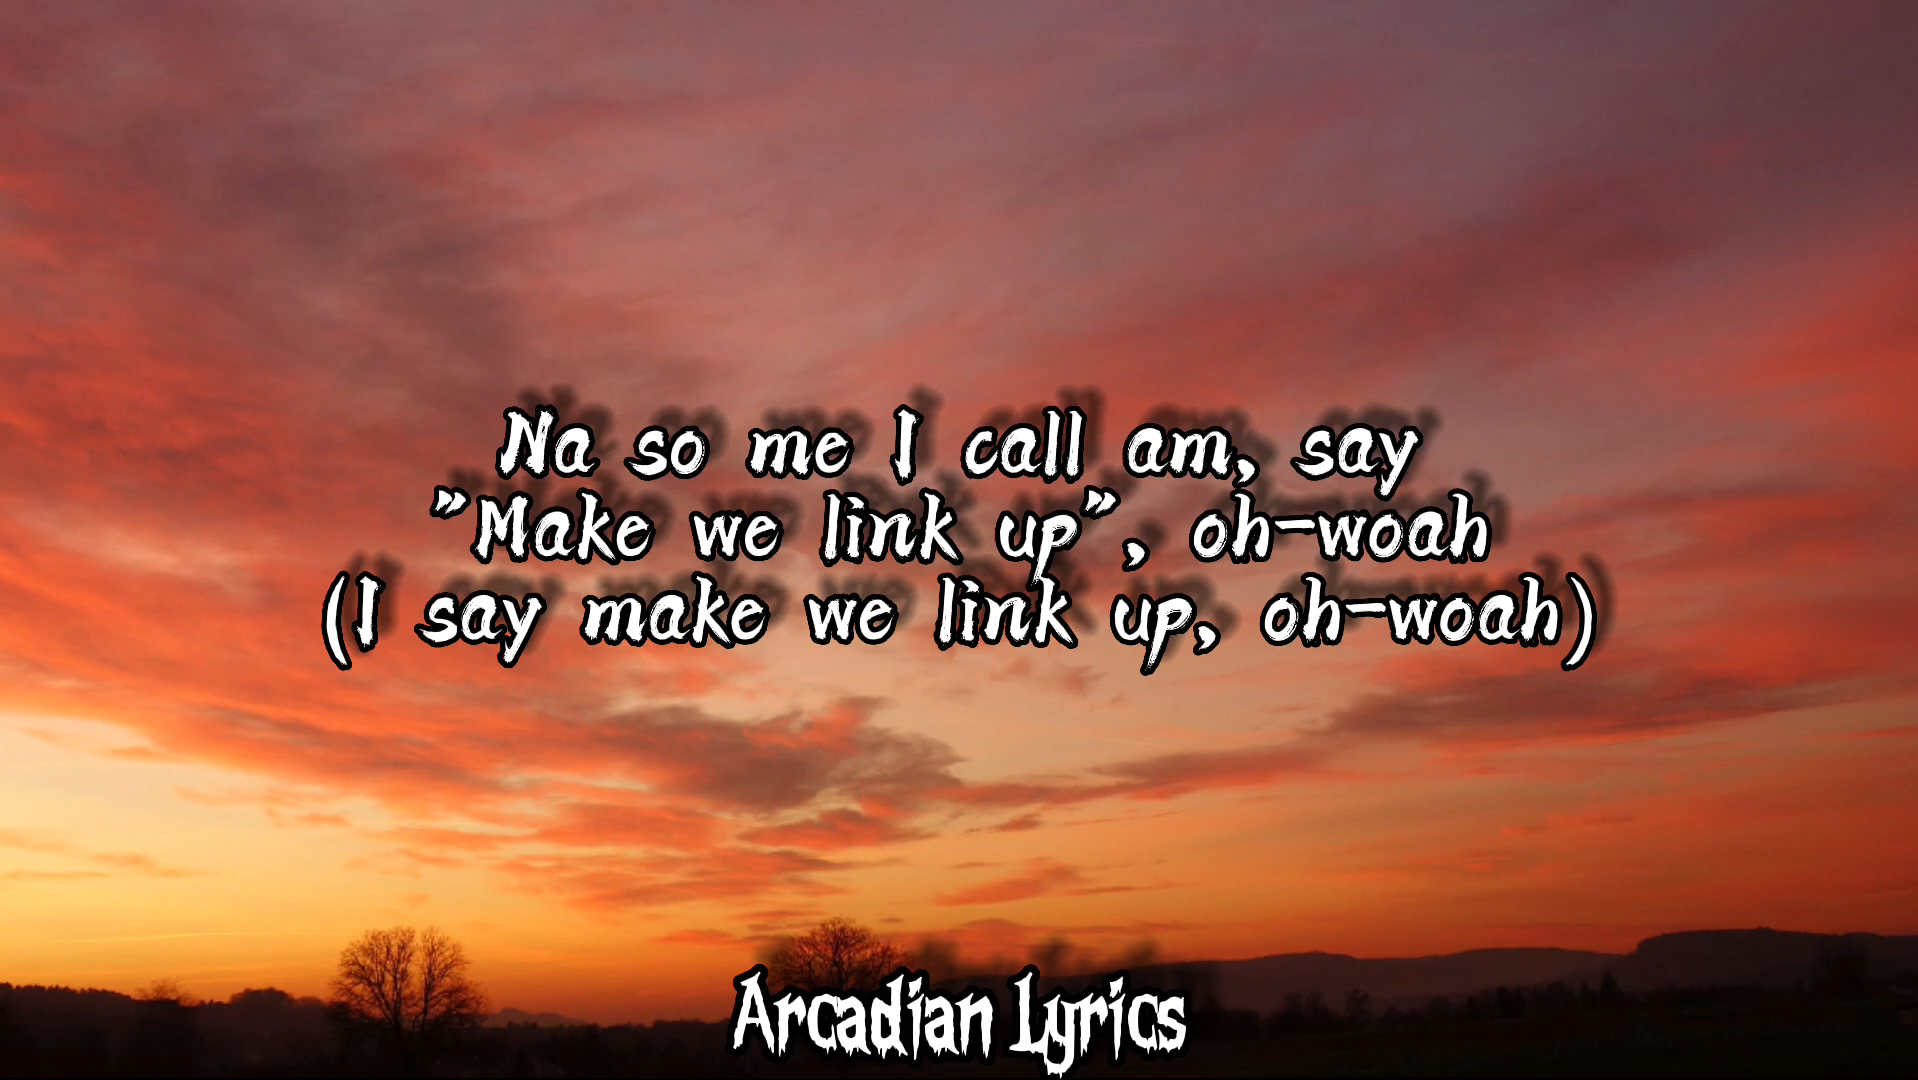 Na so me I call am, say
"Make we link up", oh-woah
(I say make we link up, oh-woah)
Arcadian Lyrics